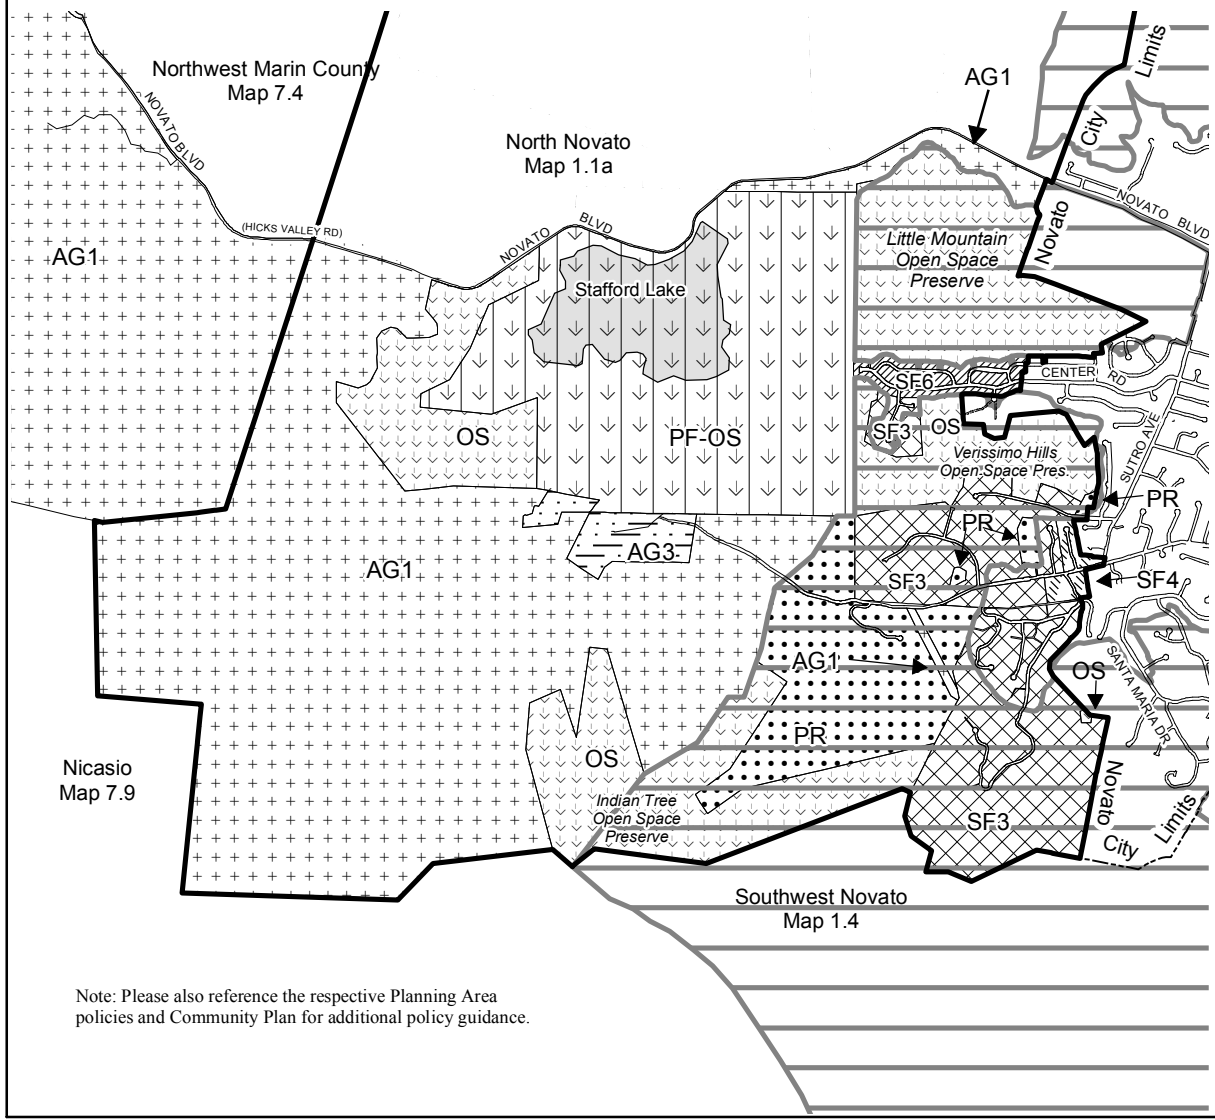 Limits
AG1
Northwest Marin County
Map 7.4
NOVATO BLVD
City
North Novato
Map 1.1a
NOVATO BLVD
Novato
(HICKS VALLEY RD)
NOVATO BLVD
AG1
Little Mountain
Open Space
Preserve
Stafford Lake
CENTER RD
SF6
OS
PF-OS
SF3
OS
SUTRO AVE
Verissimo Hills
Open Space Pres.
PR
PR
AG3
AG1
SF3
SF4
AG1
OS
SANTA MARIA DR
PR
OS
Nicasio
Map 7.9
Novato
Indian Tree
Open Space
Preserve
SF3
City
Limits
Southwest Novato
Map 1.4
Note: Please also reference the respective Planning Area
policies and Community Plan for additional policy guidance.